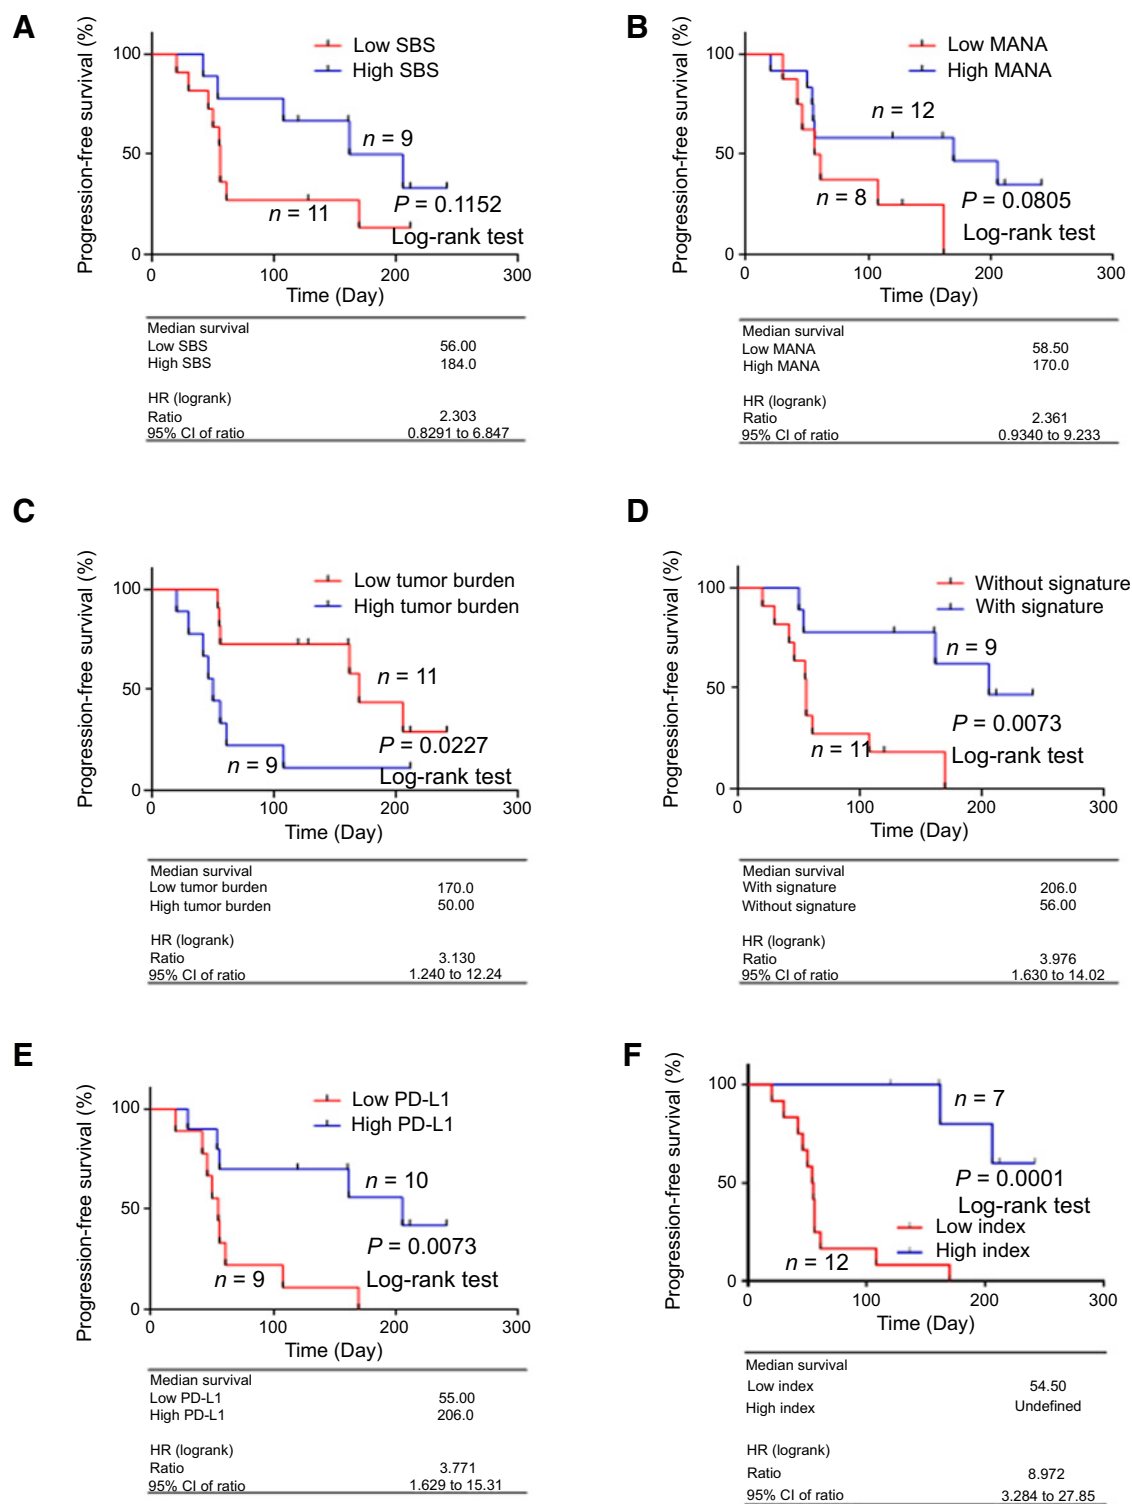 A
Progression-free survival (%)
Low SBS
High SBS
100
50
0
n = 9
n = 11
P = 0.1152
Log-rank test
0 100 200 300
Time (Day)
Median survival
Low SBS 56.00
High SBS 184.0
HR (logrank)
Ratio 2.303
95% CI of ratio 0.8291 to 6.847
B
Progression-free survival (%)
Low MANA
High MANA
100
50
0
n = 12
n = 8
P = 0.0805
Log-rank test
0 100 200 300
Time (Day)
Median survival
Low MANA 58.50
High MANA 170.0
HR (logrank)
Ratio 2.361
95% CI of ratio 0.9340 to 9.233
C
Progression-free survival (%)
Low tumor burden
High tumor burden
100
50
0
n = 11
P = 0.0227
n = 9
Log-rank test
0 100 200 300
Time (Day)
Median survival
Low tumor burden 170.0
High tumor burden 50.00
HR (logrank)
Ratio 3.130
95% CI of ratio 1.240 to 12.24
D
Progression-free survival (%)
Without signature
With signature
100
50
0
n = 9
P = 0.0073
n = 11
Log-rank test
0 100 200 300
Time (Day)
Median survival
With signature 206.0
Without signature 56.00
HR (logrank)
Ratio 3.976
95% CI of ratio 1.630 to 14.02
E
Progression-free survival (%)
Low PD-L1
High PD-L1
100
50
0
n = 10
P = 0.0073
n = 9
Log-rank test
0 100 200 300
Time (Day)
Median survival
Low PD-L1 55.00
High PD-L1 206.0
HR (logrank)
Ratio 3.771
95% CI of ratio 1.629 to 15.31
F
Progression-free survival (%)
100
50
0
n = 7
P = 0.0001
Log-rank test
Low index
High index
n = 12
0 100 200 300
Time (Day)
Median survival
Low index 54.50
High index Undefined
HR (logrank)
Ratio 8.972
95% CI of ratio 3.284 to 27.85